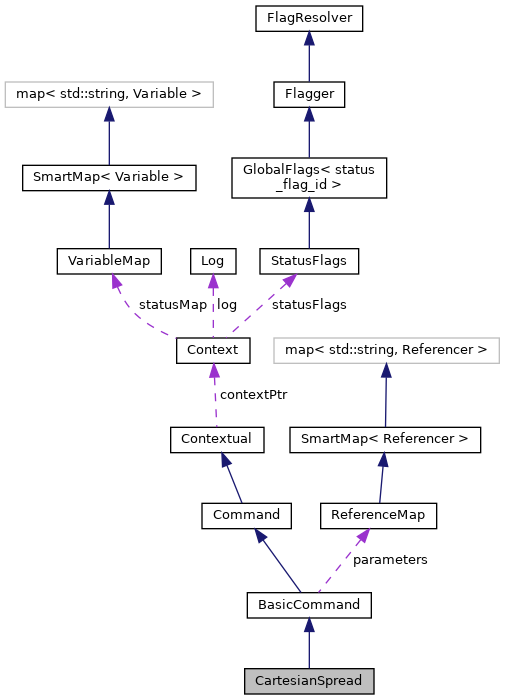 FlagResolver
map< std::string, Variable >
Flagger
SmartMap< Variable >
GlobalFlags< status
_flag_id >
VariableMap
Log
StatusFlags
statusMap
log
statusFlags
Context
map< std::string, Referencer >
contextPtr
Contextual
SmartMap< Referencer >
Command
ReferenceMap
parameters
BasicCommand
CartesianSpread